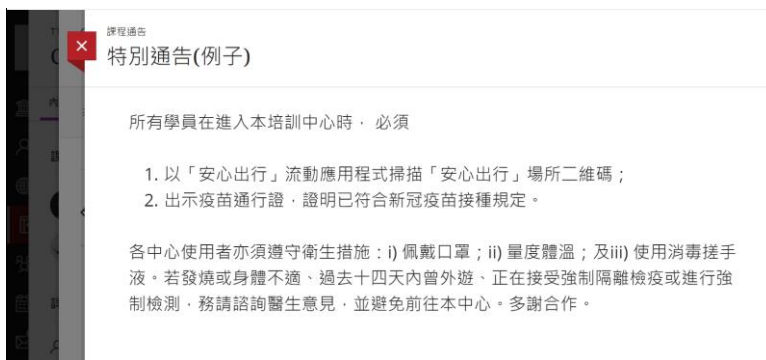 課程通告
特別通告(例子)
所有學員在進入本培訓中心時， 必須
1. 以「安心出行」流動應用程式掃描「安心出行」場所二維碼；
2. 出示疫苗通行證，證明已符合新冠疫苗接種規定。
各中心使用者亦須遵守衛生措施：i) 佩戴口罩；ii) 量度體溫；及iii) 使用消毒搓手
液。若發燒或身體不適、過去十四天內曾外遊、正在接受強制隔離檢疫或進行強
制檢測，務請諮詢醫生意見，並避免前往本中心。多謝合作。